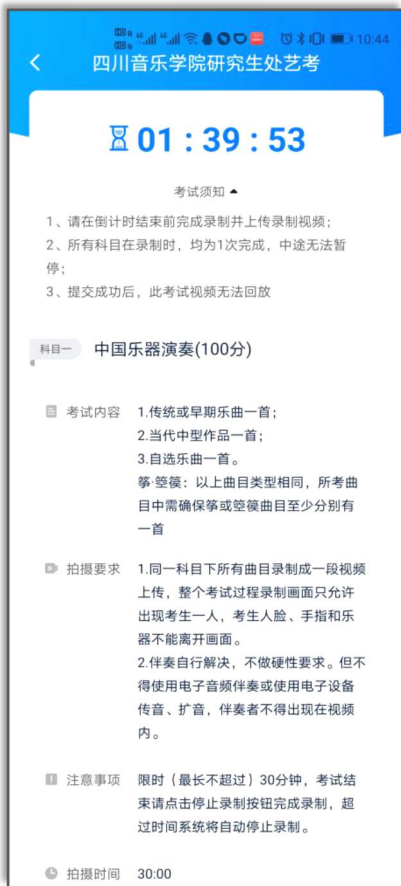 10:44
四川音乐学院研究生处艺考
01 : 39 : 53
考试须知
1、请在倒计时结束前完成录制并上传录制视频；
2、所有科目在录制时，均为1次完成，中途无法暂
停；
3、提交成功后，此考试视频无法回放
科目一 中国乐器演奏(100分)
考试内容 1.传统或早期乐曲一首；
2.当代中型作品一首；
3.自选乐曲一首。
筝·箜篌：以上曲目类型相同，所考曲
目中需确保筝或箜篌曲目至少分别有
一首
拍摄要求 1.同一科目下所有曲目录制成一段视频
上传，整个考试过程录制画面只允许
出现考生一人，考生人脸、手指和乐
器不能离开画面。
2.伴奏自行解决，不做硬性要求。但不
得使用电子音频伴奏或使用电子设备
传音、扩音，伴奏者不得出现在视频
内。
注意事项 限时（最长不超过）30分钟，考试结
束请点击停止录制按钮完成录制，超
过时间系统将自动停止录制。
拍摄时间 30:00